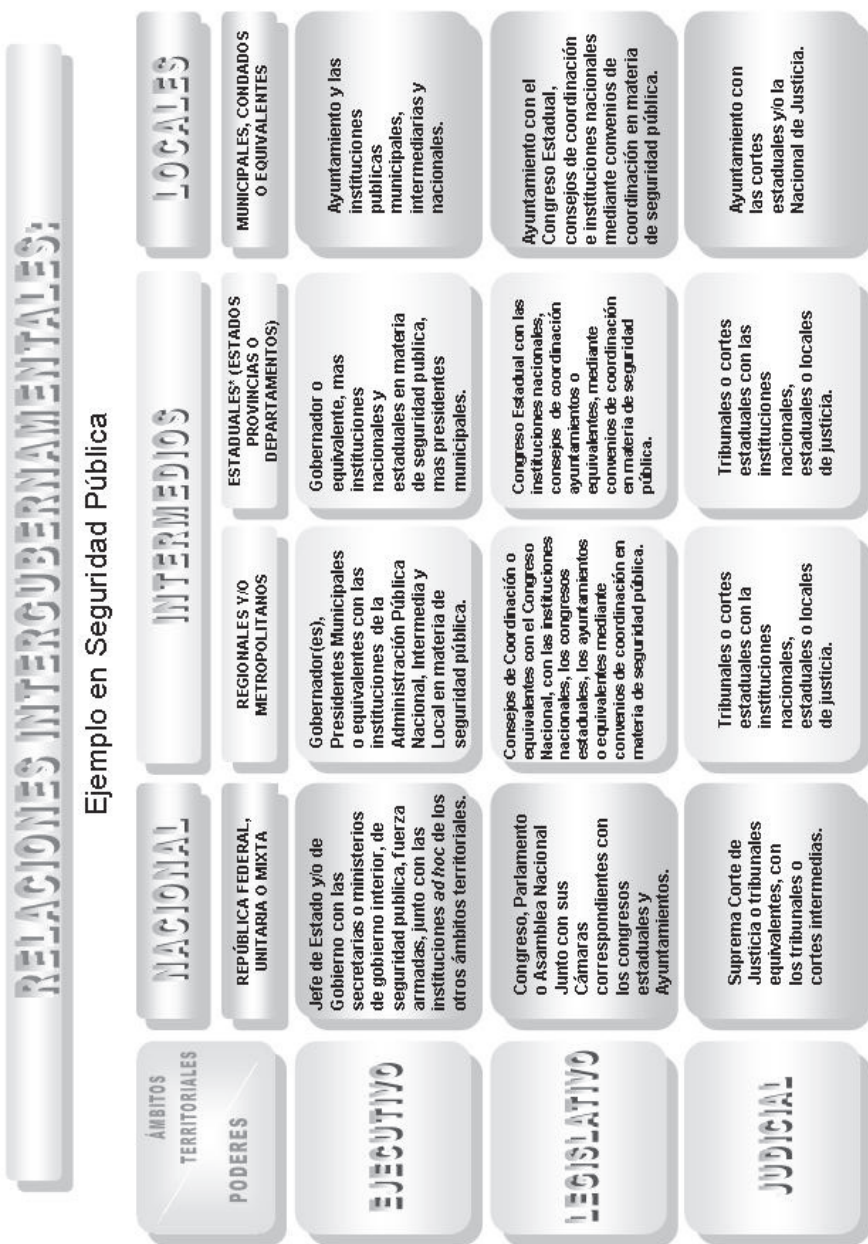 RELACIONES INTERGUBERNAMENTALES:
Ejemplo en Seguridad Pública
ÁMBITOS
TERRITORIALES
PODERES
NACIONAL
INTERMEDIOS
LOCALES
REPÚBLICA FEDERAL,
UNITARIA O MIXTA
REGIONALES Y/O
METROPOLITANOS
ESTADUALES* (ESTADOS
PROVINCIAS O
DEPARTAMENTOS)
MUNICIPALES, CONDADOS
O EQUIVALENTES
EJECUTIVO
Jefe de Estado y/o de
Gobierno con las
secretarias o ministerios
de gobierno interior, de
seguridad publica, fuerza
armadas, junto con las
instituciones ad hoc de los
otros ámbitos territoriales.
Gobernador(es),
Presidentes Municipales
o equivalentes con las
instituciones de la
Administración Pública
Nacional, Intermedia y
Local en materia de
seguridad pública.
Gobernador o
equivalente, mas
instituciones
nacionales y
estaduales en materia
de seguridad publica,
mas presidentes
municipales.
Ayuntamiento y las
instituciones
publicas
municipales,
intermediarias y
nacionales.
LEGISLATIVO
Congreso, Parlamento
o Asamblea Nacional
Junto con sus
Cámaras
correspondientes con
los congresos
estaduales y
Ayuntamientos.
Consejos de Coordinación o
equivalentes con el Congreso
Nacional, con las instituciones
nacionales, los congresos
estaduales, los ayuntamientos
o equivalentes mediante
convenios de coordinación en
materia de seguridad pública.
Congreso Estadual con las
instituciones nacionales,
consejos de coordinación
ayuntamientos o
equivalentes, mediante
convenios de coordinación
en matería de seguridad
pública.
Ayuntamiento con el
Congreso Estadual,
consejos de coordinación
e instituciones nacionales
mediante convenios de
coordinación en materia
de seguridad pública.
JUDICIAL
Suprema Corte de
Justicia o tribunales
equivalentes, con
los tribunales o
cortes intermedias.
Tribunales o cortes
estaduales con la
instituciones
nacionales,
estaduales o locales
de justicia.
Tribunales o cortes
estaduales con las
instituciones
nacionales,
estaduales o locales
de justicia.
Ayuntamiento con
las cortes
estaduales y/o la
Nacional de Justicia.